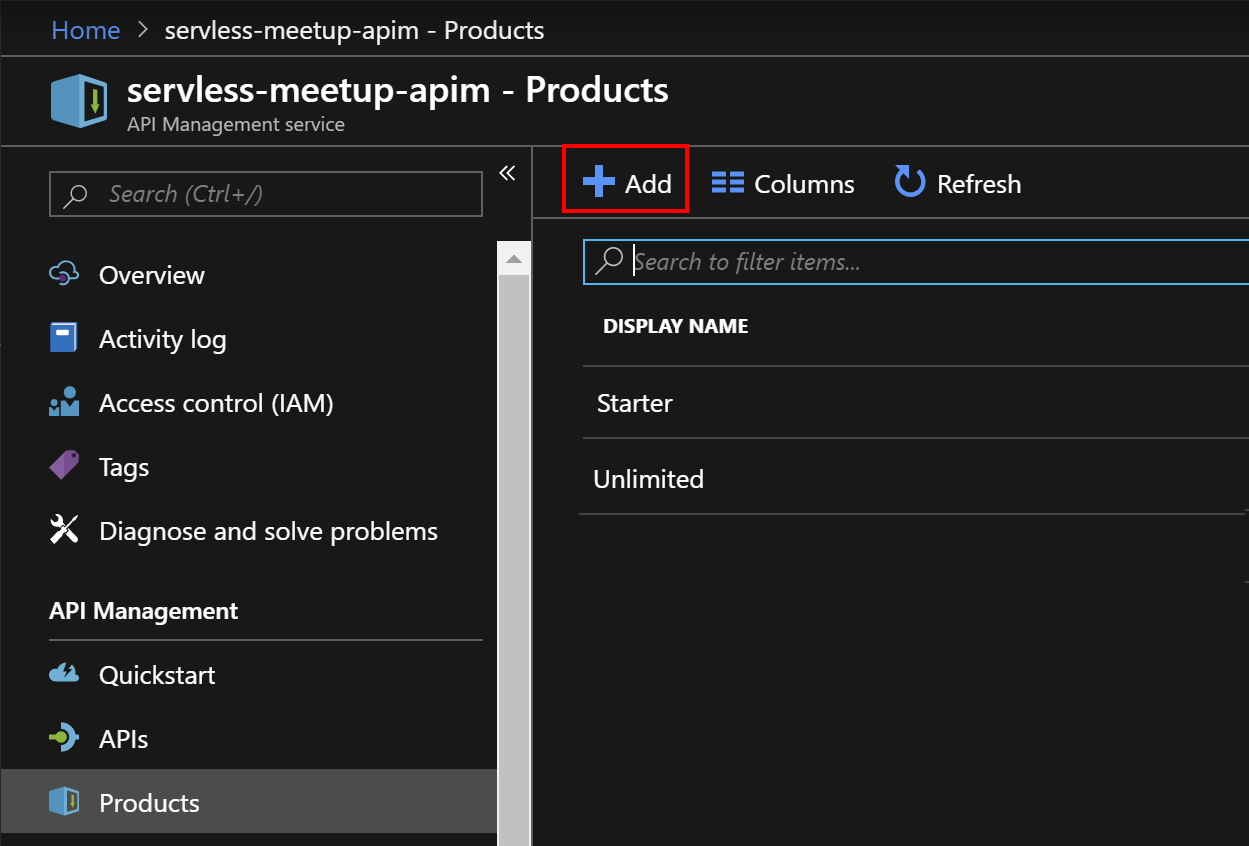 Home > servless-meetup-apim - Products
servless-meetup-apim - Products
API Management service
Search (Ctrl+/)
Overview
Activity log
Access control (IAM)
Tags
Diagnose and solve problems
API Management
Quickstart
APIs
Products
Add Columns Refresh
Search to filter items...
DISPLAY NAME
Starter
Unlimited